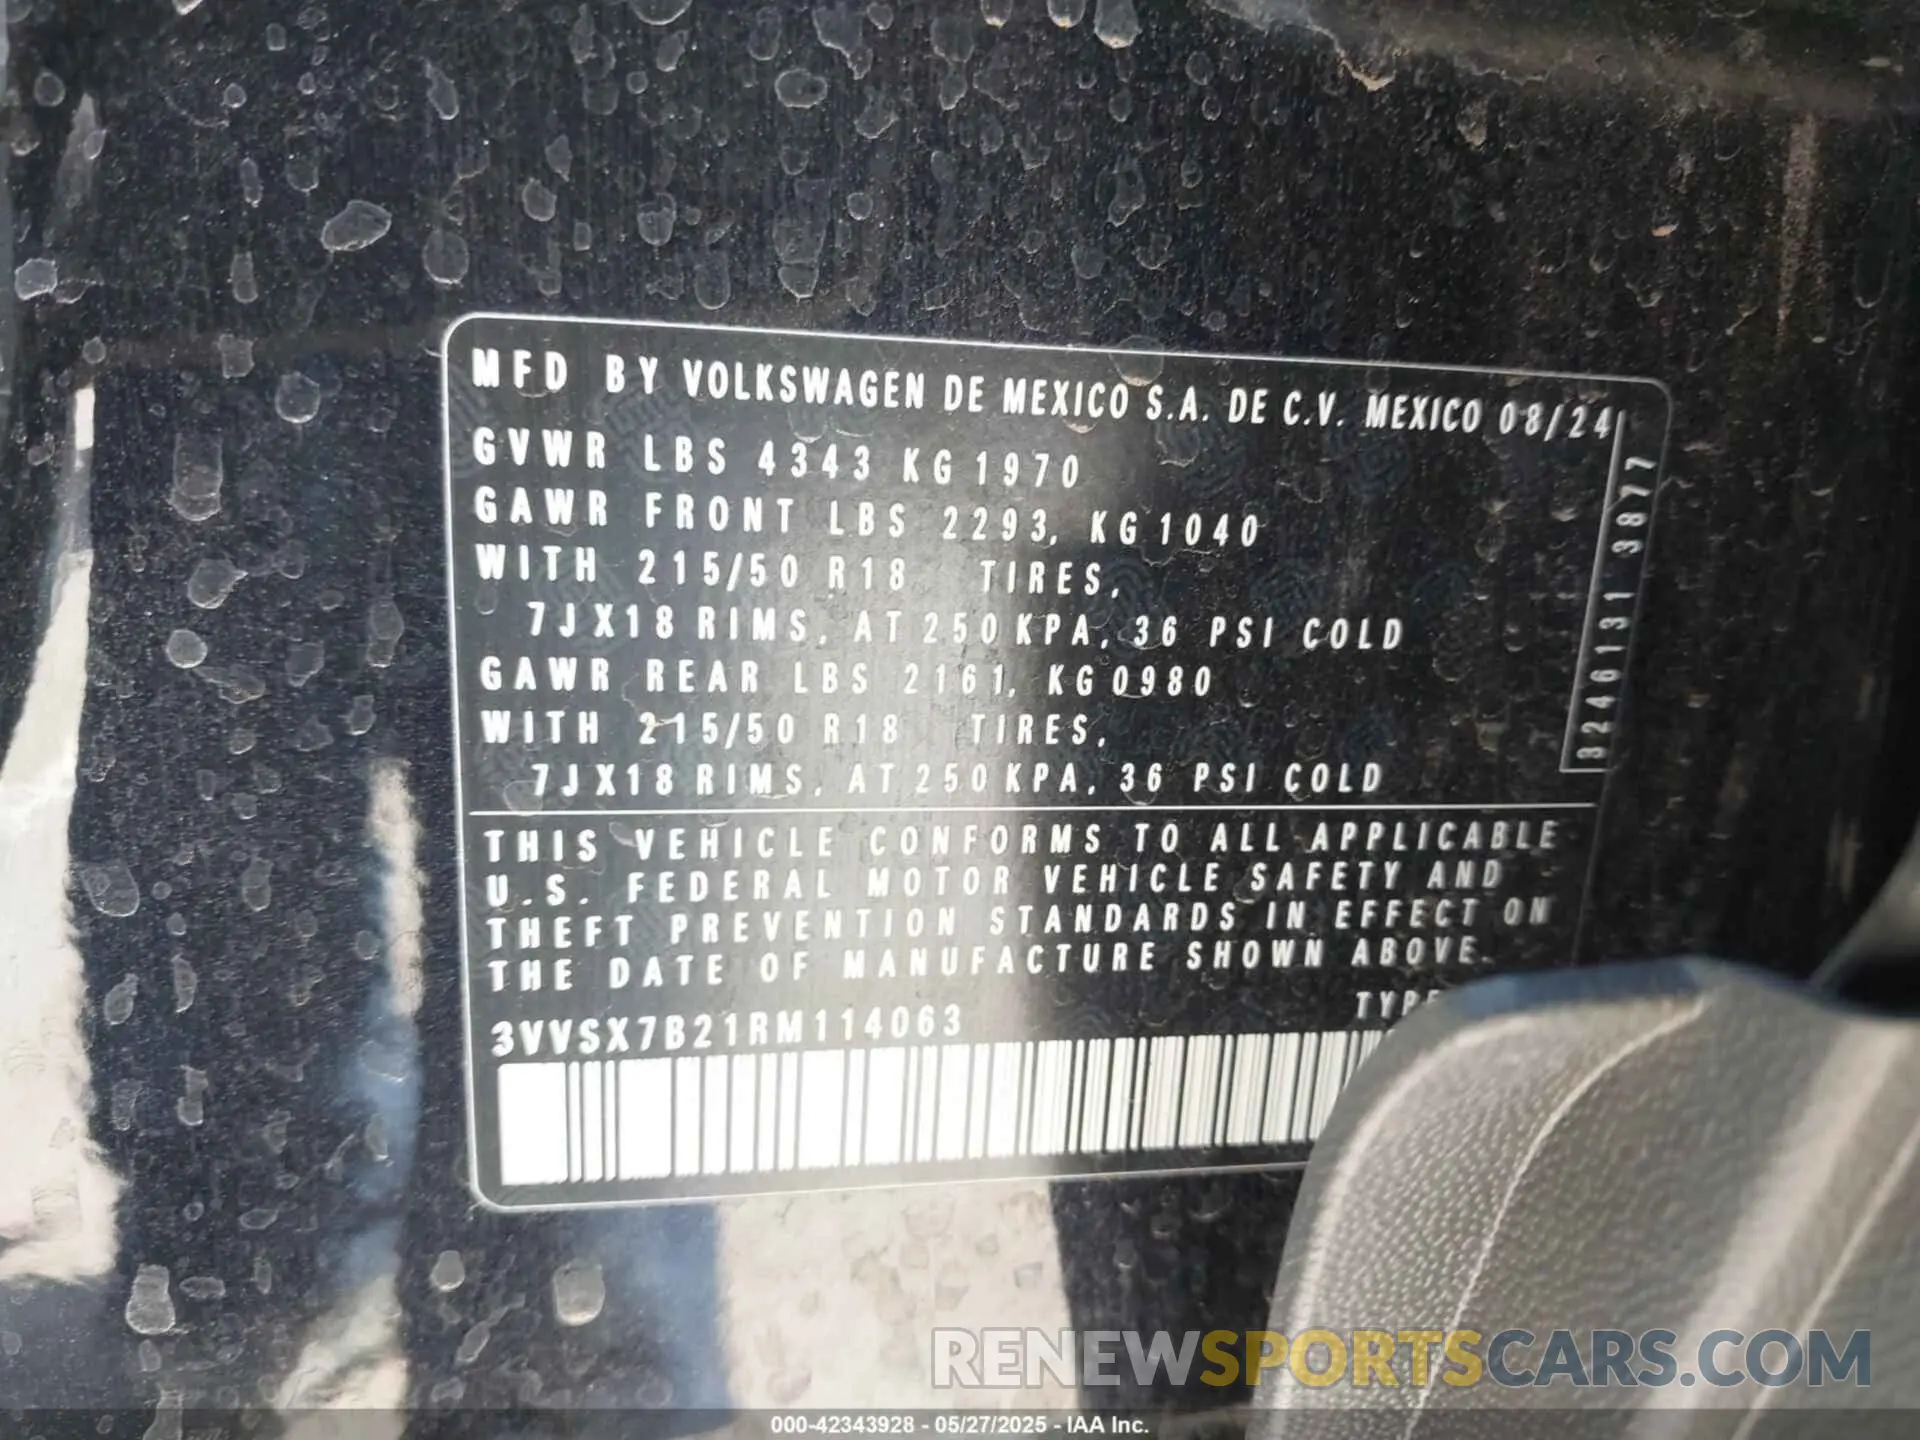 MFD BY VOLKSWAGEN DE MEXICO S.A. DE C.V. MEXICO 08/24
GVWR LBS 4343 KG 1970
GAWR FRONT LBS 2293, KG 1040
WITH 215/50 R18 TIRES,
7JX18 RIMS, AT 250 KPA, 36 PSI COLD
GAWR REAR LBS 2161, KG 0980
WITH 215/50 R18 TIRES,
7JX18 RIMS, AT 250 KPA, 36 PSI COLD
3246131 3877
THIS VEHICLE CONFORMS TO ALL APPLICABLE
U.S. FEDERAL MOTOR VEHICLE SAFETY AND
THEFT PREVENTION STANDARDS IN EFFECT ON
THE DATE OF MANUFACTURE SHOWN ABOVE.
TYPE
3VVSX7B21RM114063
RENEWSPORTSCARS.COM
000-42343928 - 05/27/2025 - IAA Inc.